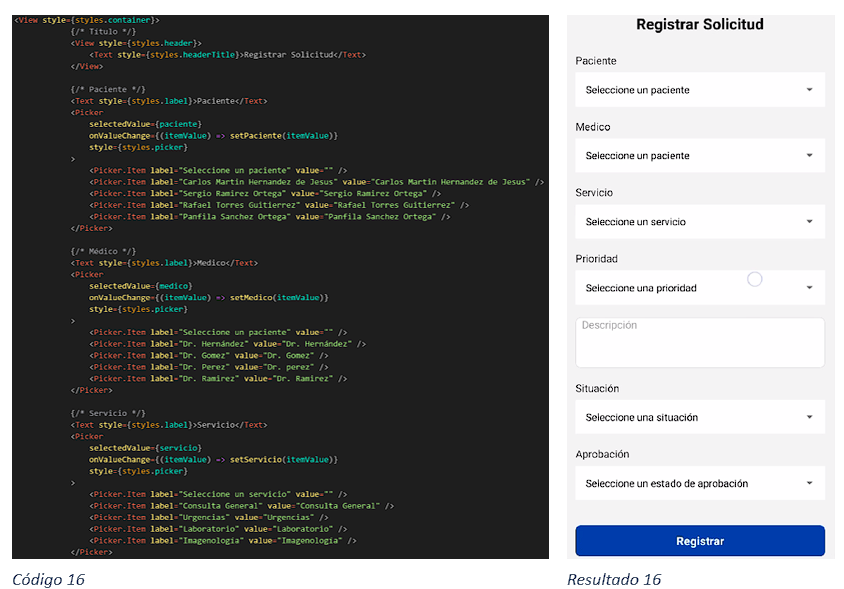 <View style={styles.container}>
{/* Titulo */}
<View style={styles.header}>
<Text style={styles.headerTitle}>Registrar Solicitud</Text>
</View>
{/* Paciente */}
<Text style={styles.label}>Paciente</Text>
<Picker
selectedValue={paciente}
onValueChange={(itemValue) => setPaciente(itemValue)}
style={styles.picker}
>
<Picker.Item label="Seleccione un paciente" value="" />
<Picker.Item label="Carlos Martin Hernandez de Jesus" value="Carlos Martin Hernandez de Jesus" />
<Picker.Item label="Sergio Ramirez Ortega" value="Sergio Ramirez Ortega" />
<Picker.Item label="Rafael Torres Guitierrez" value="Rafael Torres Guitierrez" />
<Picker.Item label="Panfila Sanchez Ortega" value="Panfila Sanchez Ortega" />
</Picker>
{/* Médico */}
<Text style={styles.label}>Medico</Text>
<Picker
selectedValue={medico}
onValueChange={(itemValue) => setMedico(itemValue)}
style={styles.picker}
>
<Picker.Item label="Seleccione un paciente" value="" />
<Picker.Item label="Dr. Hernández" value="Dr. Hernández" />
<Picker.Item label="Dr. Gomez" value="Dr. Gomez" />
<Picker.Item label="Dr. Perez" value="Dr. perez" />
<Picker.Item label="Dr. Ramirez" value="Dr. Ramirez" />
</Picker>
{/* Servicio */}
<Text style={styles.label}>Servicio</Text>
<Picker
selectedValue={servicio}
onValueChange={(itemValue) => setServicio(itemValue)}
style={styles.picker}
>
<Picker.Item label="Seleccione un servicio" value="" />
<Picker.Item label="Consulta General" value="Consulta General" />
<Picker.Item label="Urgencias" value="Urgencias" />
<Picker.Item label="Laboratorio" value="Laboratorio" />
<Picker.Item label="Imagenología" value="Imagenología" />
</Picker>
Código 16
Registrar Solicitud
Paciente
Seleccione un paciente
Medico
Seleccione un paciente
Servicio
Seleccione un servicio
Prioridad
Seleccione una prioridad
Descripción
Situación
Seleccione una situación
Aprobación
Seleccione un estado de aprobación
Registrar
Resultado 16